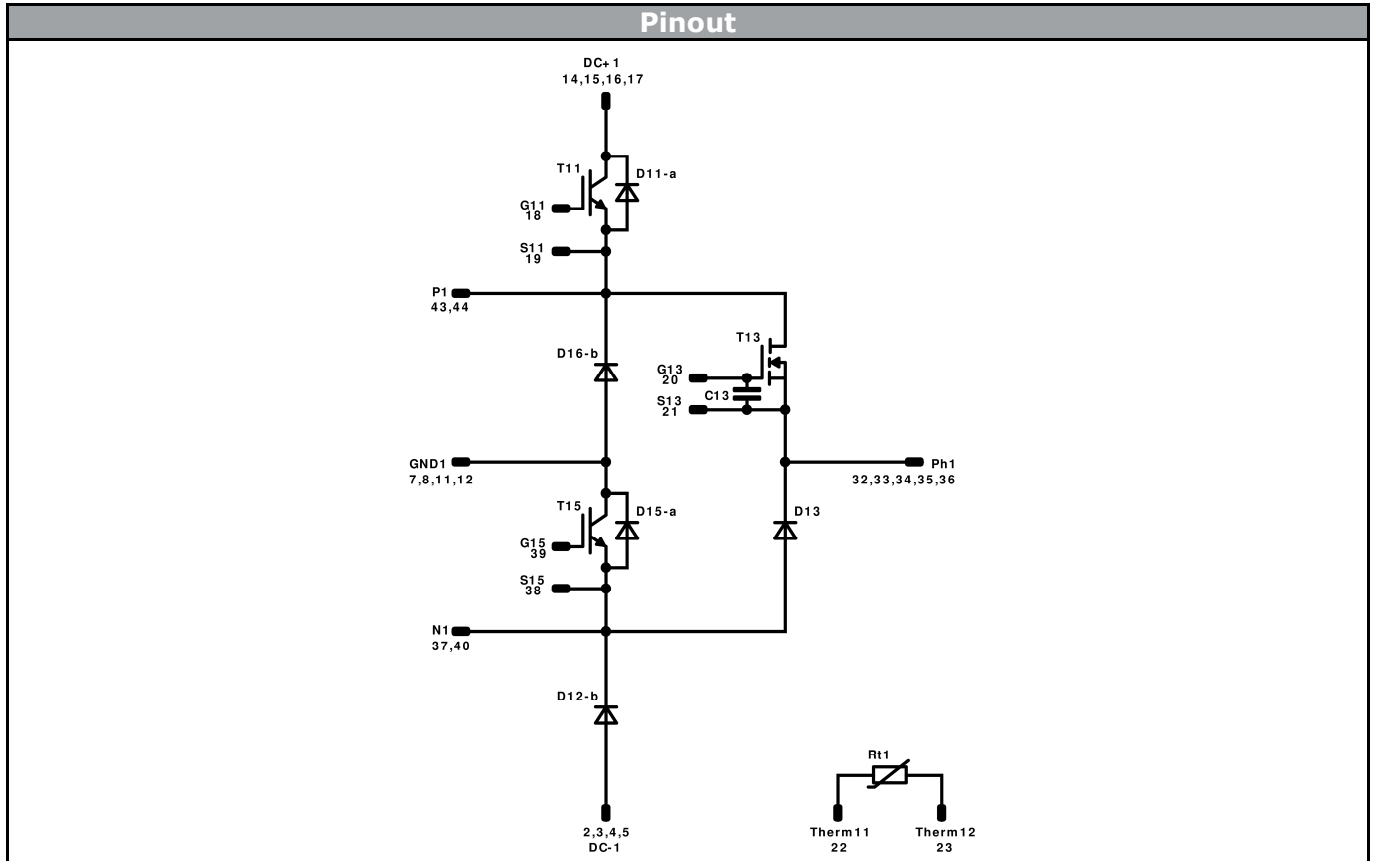 Pinout
DC+1
14,15,16,17
T11
D11-a
G11
18
S11
19
P1
43,44
T13
D16-b
G13
20
C13
S13
21
GND1
7,8,11,12
Ph1
32,33,34,35,36
T15
D15-a
D13
G15
39
S15
38
N1
37,40
D12-b
Rt1
2,3,4,5
DC-1
Therm11
22
Therm12
23